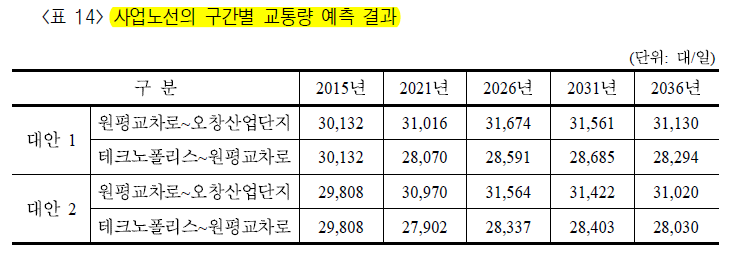 <표 14> 사업노선의 구간별 교통량 예측 결과
(단위: 대/일)
구 분 2015년 2021년 2026년 2031년 2036년
대안 1 원평교차로~오창산업단지 30,132 31,016 31,674 31,561 31,130
테크노폴리스~원평교차로 30,132 28,070 28,591 28,685 28,294
대안 2 원평교차로~오창산업단지 29,808 30,970 31,564 31,422 31,020
테크노폴리스~원평교차로 29,808 27,902 28,337 28,403 28,030